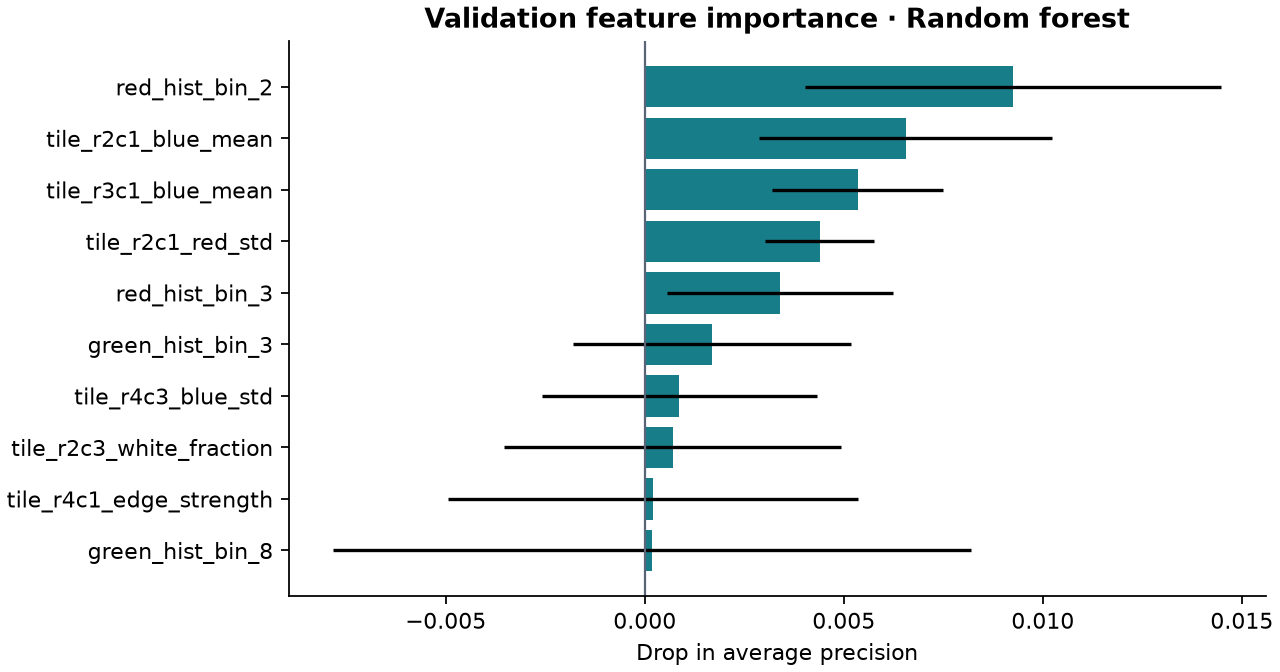 Validation feature importance · Random forest
red_hist_bin_2
tile_r2c1_blue_mean
tile_r3c1_blue_mean
tile_r2c1_red_std
red_hist_bin_3
green_hist_bin_3
tile_r4c3_blue_std
tile_r2c3_white_fraction
tile_r4c1_edge_strength
green_hist_bin_8
−0.005 0.000 0.005 0.010 0.015
Drop in average precision